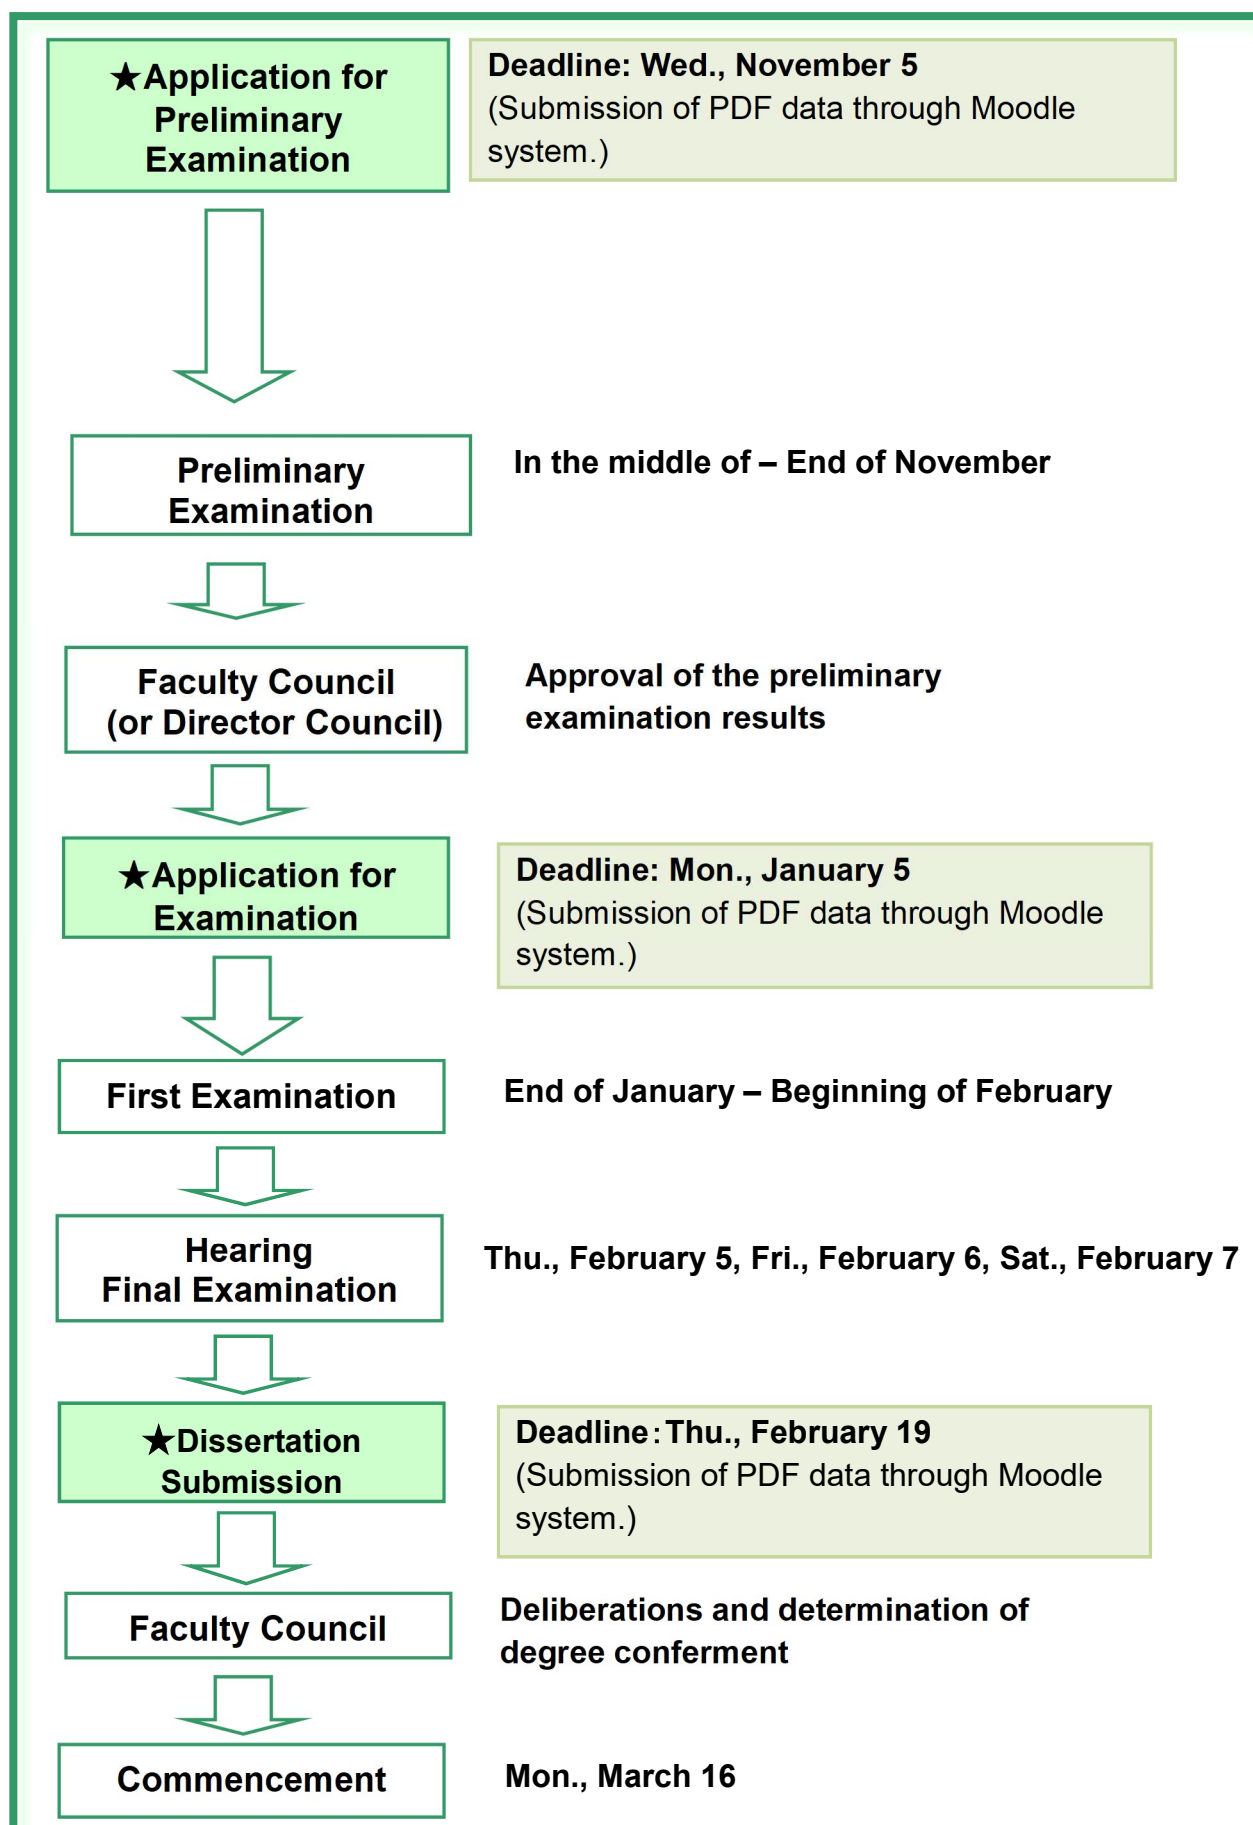 ★Application for
Preliminary
Examination
Deadline: Wed., November 5
(Submission of PDF data through Moodle
system.)
Preliminary
Examination
In the middle of – End of November
Faculty Council
(or Director Council)
Approval of the preliminary
examination results
★Application for
Examination
Deadline: Mon., January 5
(Submission of PDF data through Moodle
system.)
First Examination
End of January – Beginning of February
Hearing
Final Examination
Thu., February 5, Fri., February 6, Sat., February 7
★Dissertation
Submission
Deadline：Thu., February 19
(Submission of PDF data through Moodle
system.)
Faculty Council
Deliberations and determination of
degree conferment
Commencement
Mon., March 16